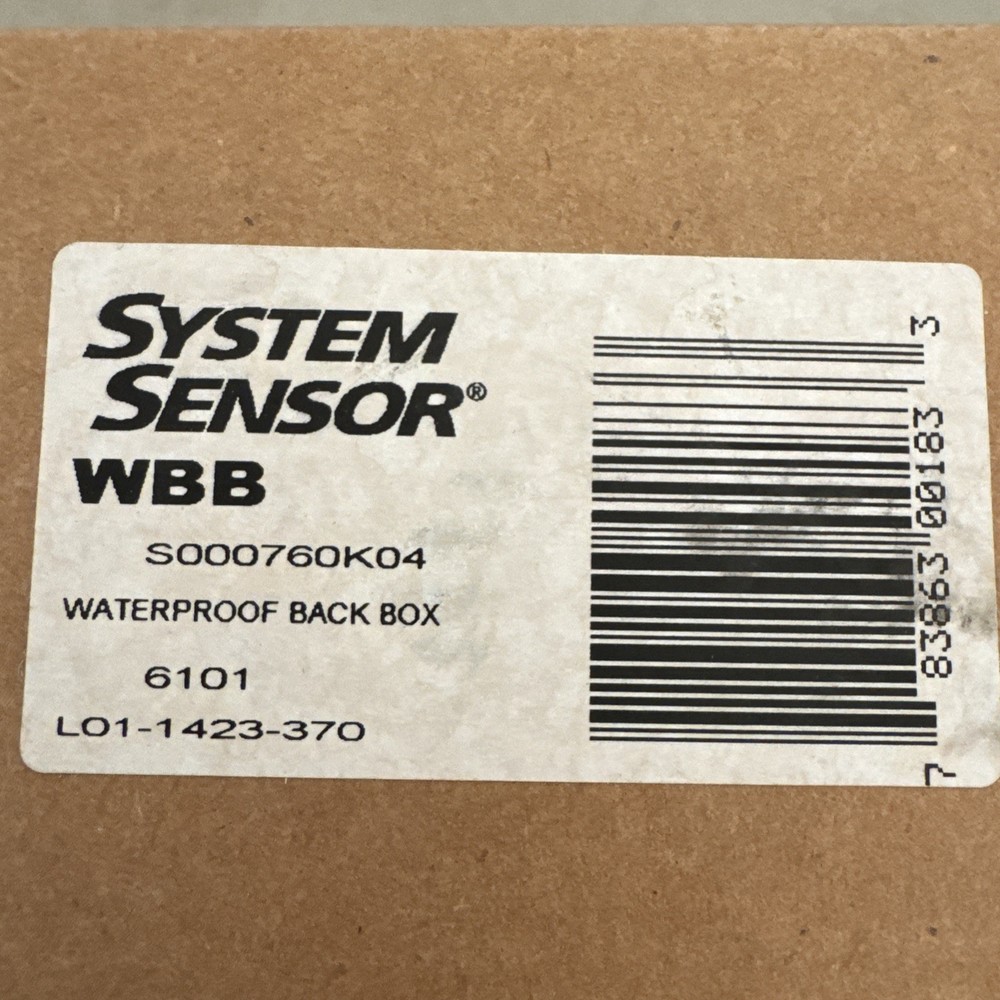 SYSTEM
SENSOR®
WBB
S000760K04
WATERPROOF BACK BOX
6101
L01-1423-370
7 83863 00183 3